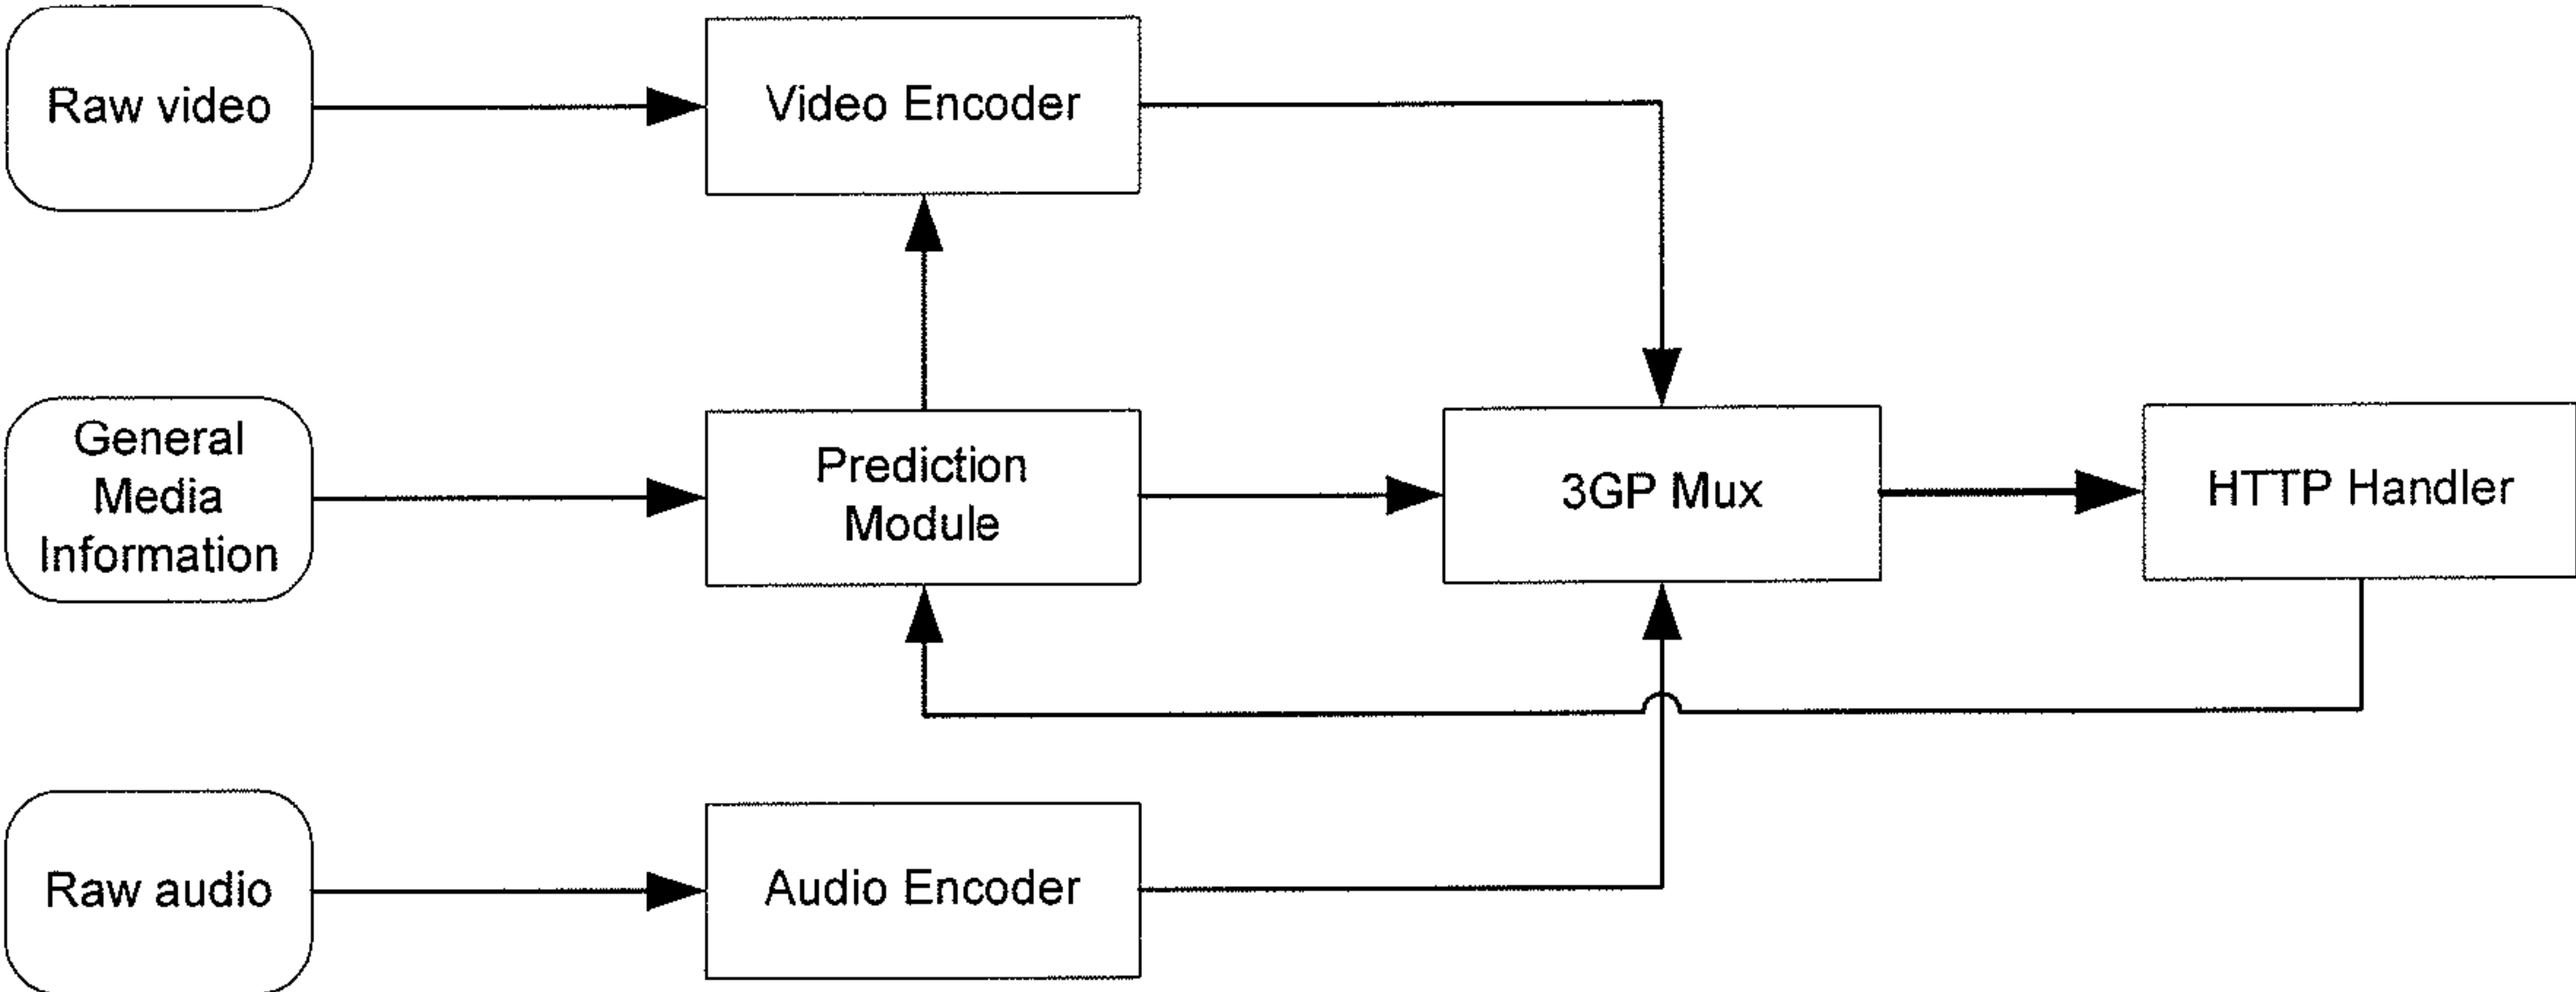 Raw video
Video Encoder
General
Media
Information
Prediction
Module
3GP Mux
HTTP Handler
Raw audio
Audio Encoder